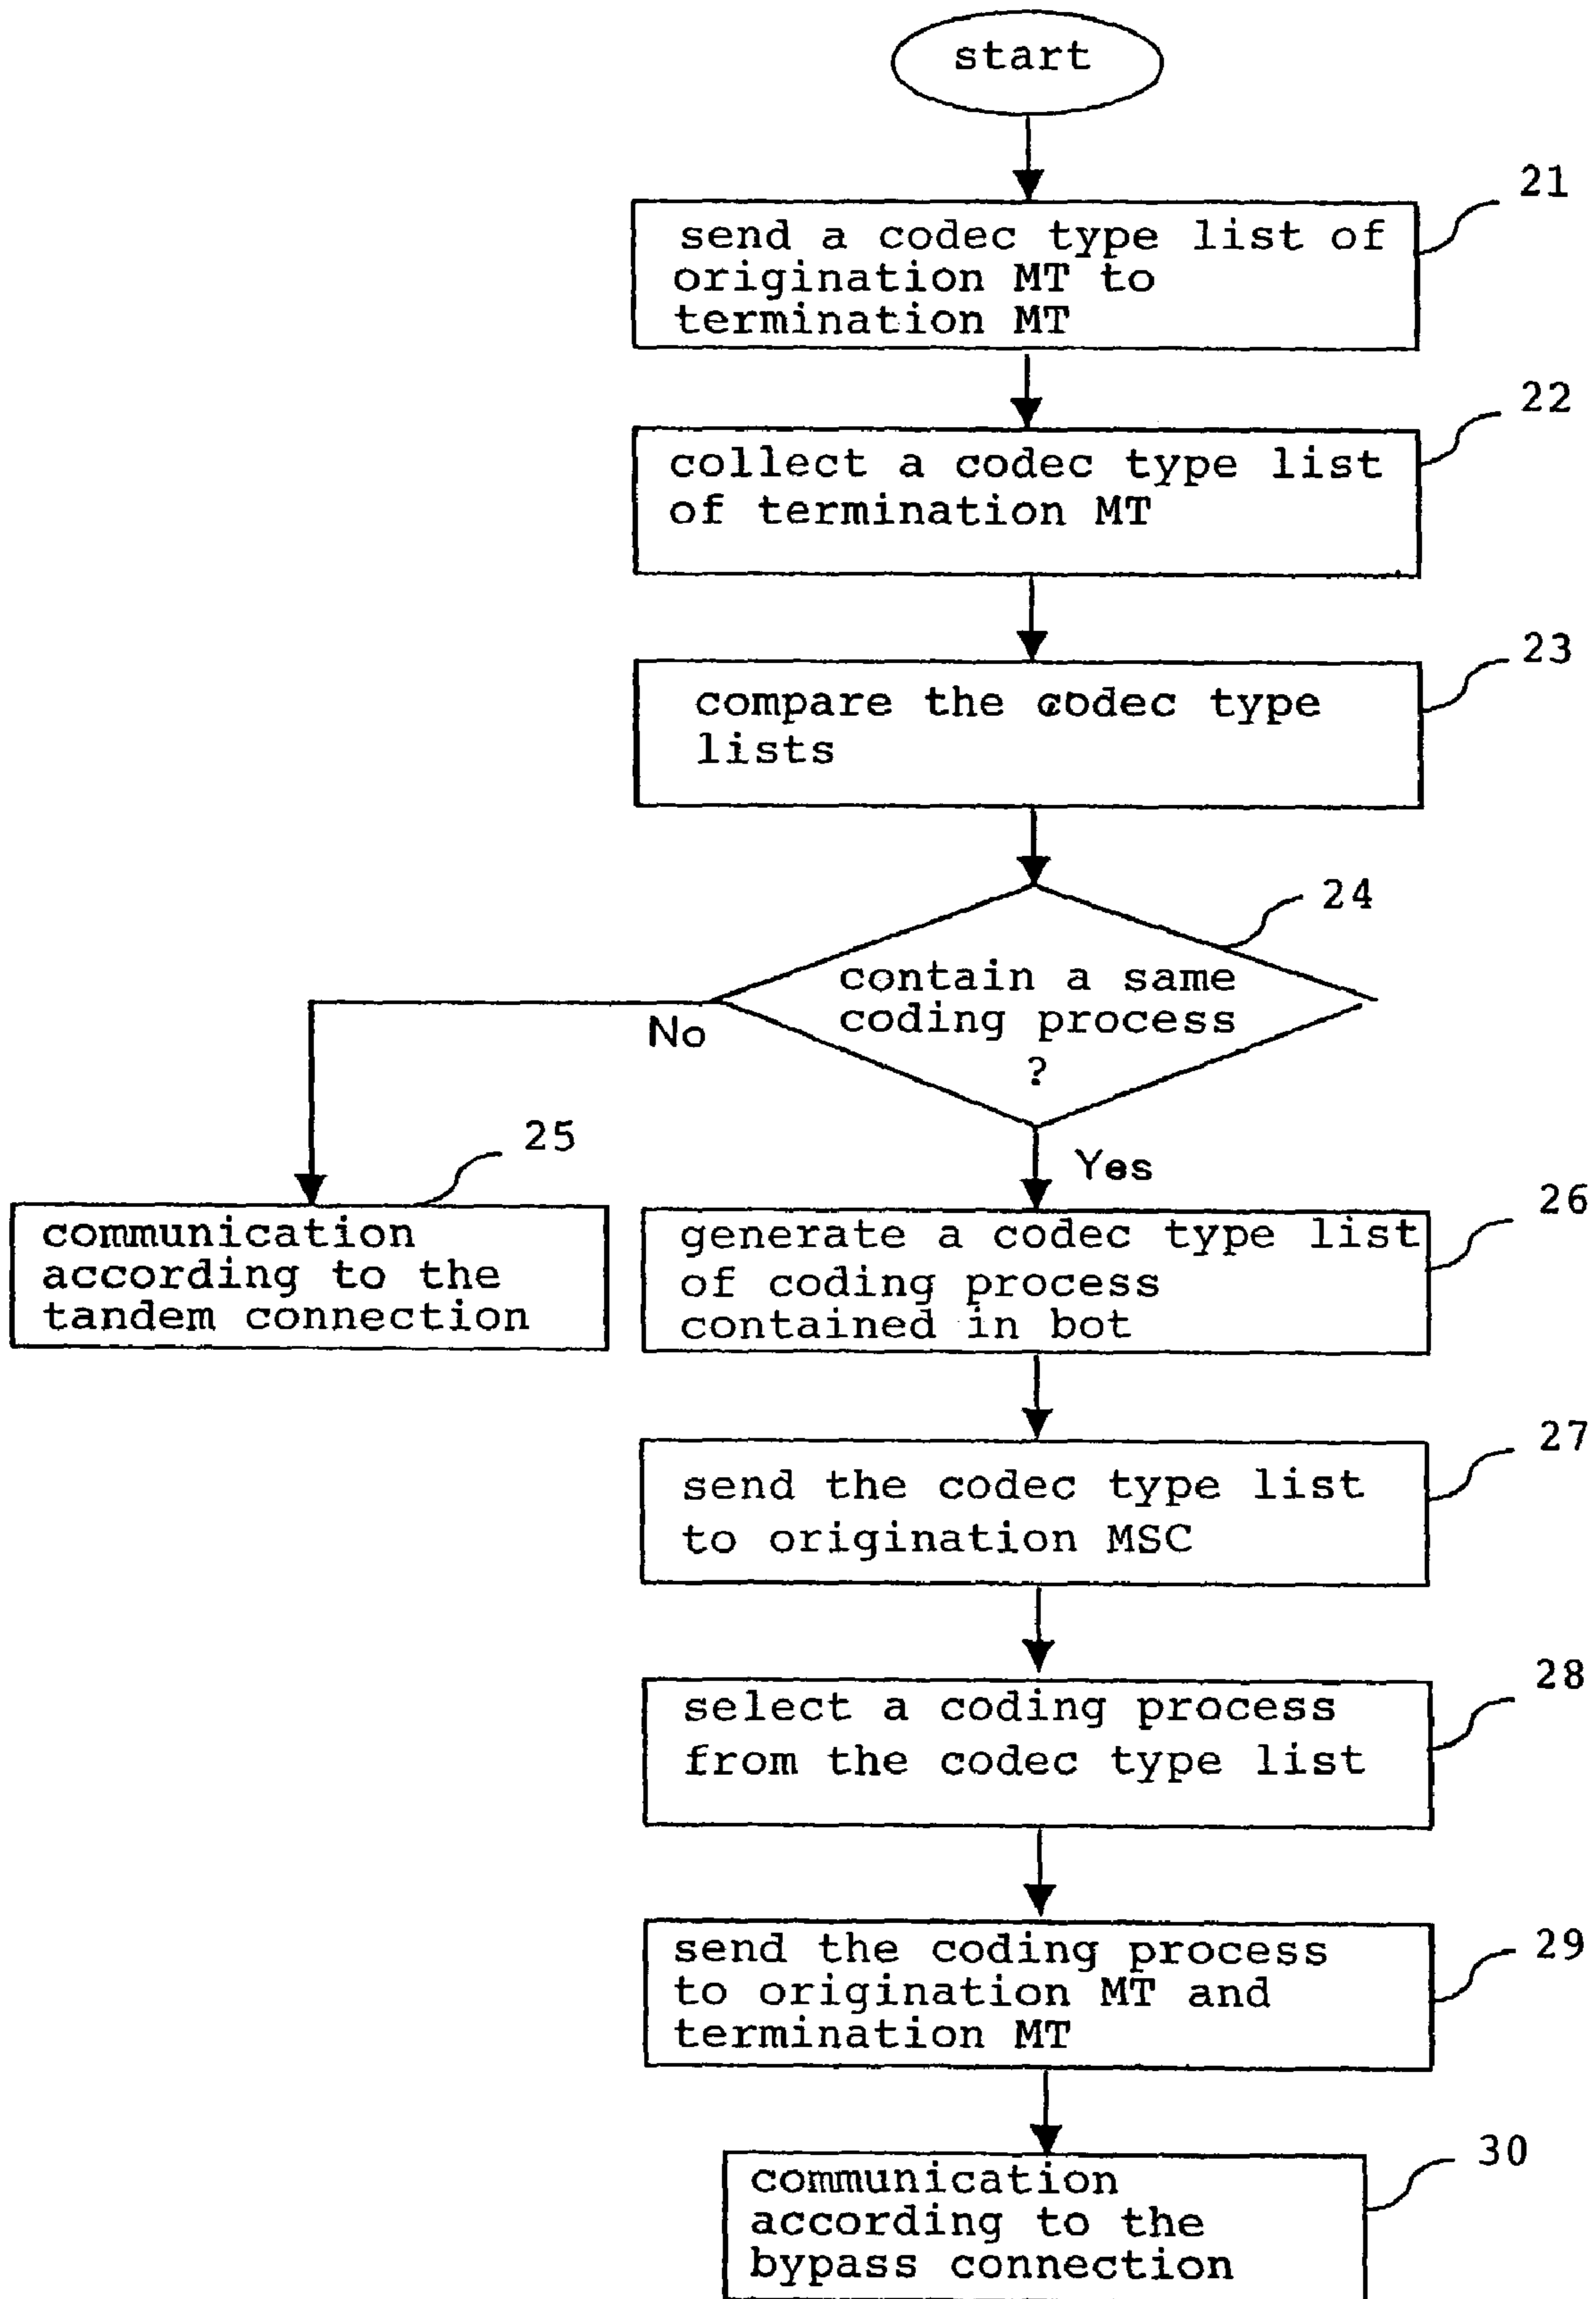 start
21
send a codec type list of
origination MT to
termination MT
22
collect a codec type list
of termination MT
23
compare the codec type
lists
24
contain a same
coding process
?
No
Yes
25
communication
according to the
tandem connection
26
generate a codec type list
of coding process
contained in bot
27
send the codec type list
to origination MSC
28
select a coding process
from the codec type list
29
send the coding process
to origination MT and
termination MT
30
communication
according to the
bypass connection